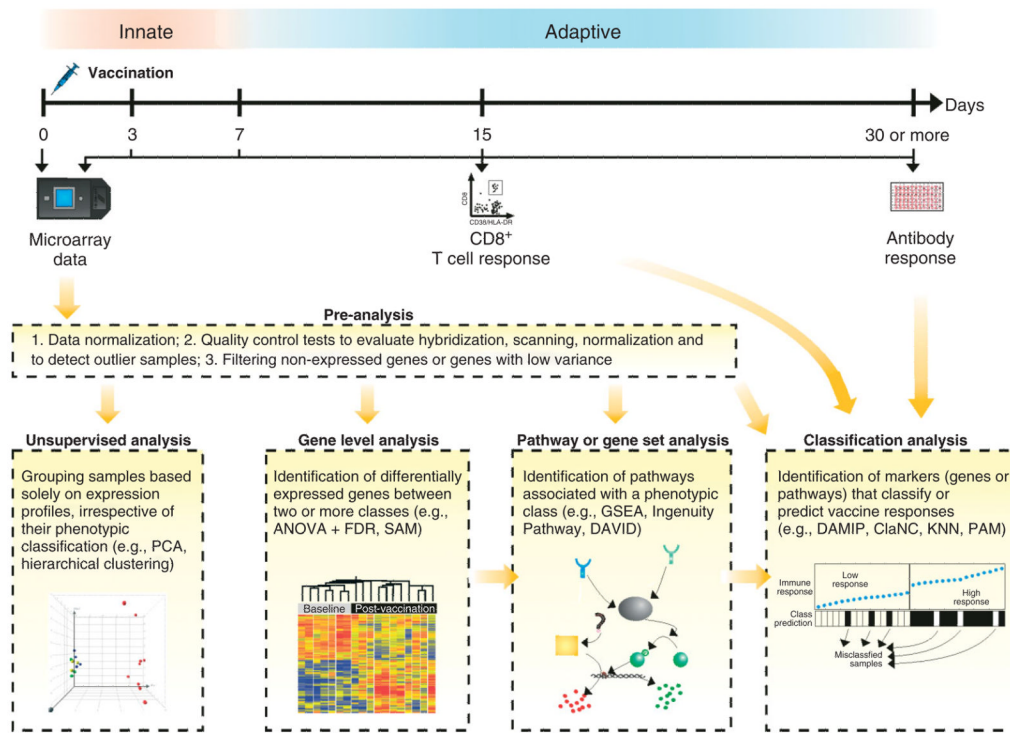 Innate
Adaptive
Vaccination
Days
0
3
7
15
30 or more
Microarray
data
CD8
CD38/HLA-DR
CD8+
T cell response
Antibody
response
Pre-analysis
1. Data normalization; 2. Quality control tests to evaluate hybridization, scanning, normalization and
to detect outlier samples; 3. Filtering non-expressed genes or genes with low variance
Unsupervised analysis
Grouping samples based
solely on expression
profiles, irrespective of
their phenotypic
classification (e.g., PCA,
hierarchical clustering)
Gene level analysis
Identification of differentially
expressed genes between
two or more classes (e.g.,
ANOVA + FDR, SAM)
Baseline
Post-vaccination
Pathway or gene set analysis
Identification of pathways
associated with a phenotypic
class (e.g., GSEA, Ingenuity
Pathway, DAVID)
Classification analysis
Identification of markers (genes or
pathways) that classify or
predict vaccine responses
(e.g., DAMIP, ClaNC, KNN, PAM)
Immune
response
Low
response
High
response
Class
prediction
Misclassfied
samples